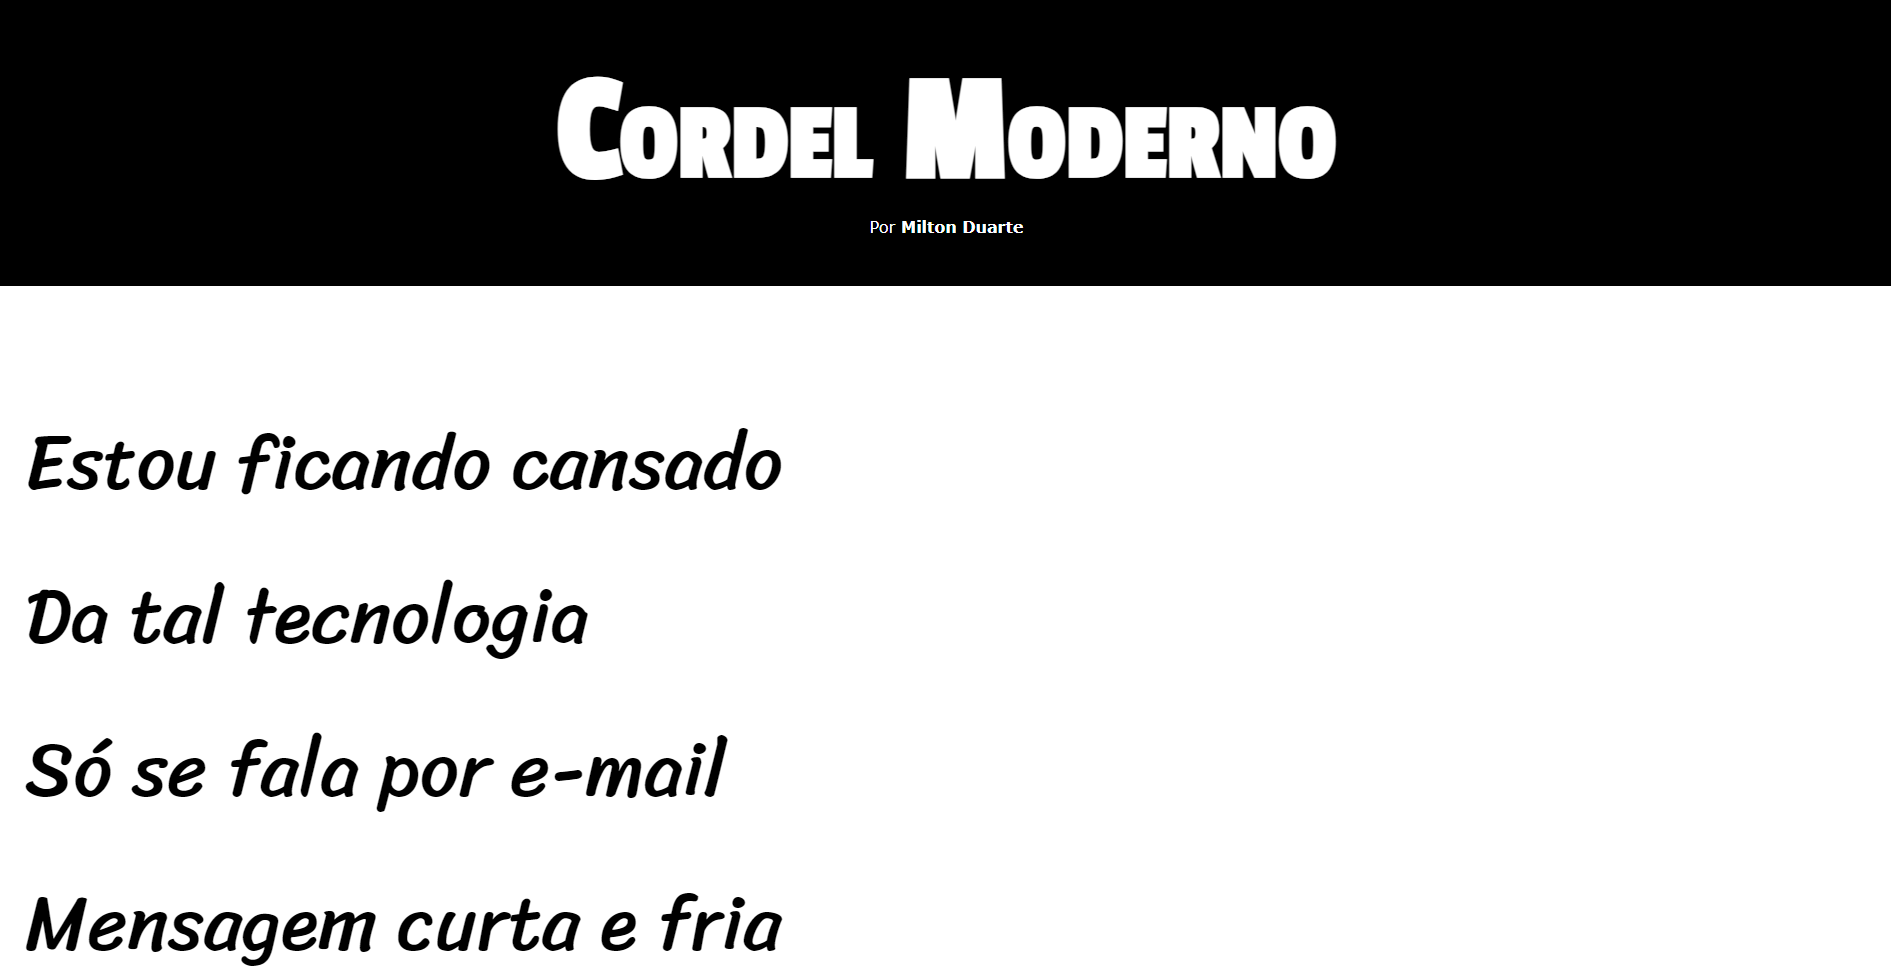 Cordel Moderno
Por Milton Duarte
Estou ficando cansado
Da tal tecnologia
Só se fala por e-mail
Mensagem curta e fria